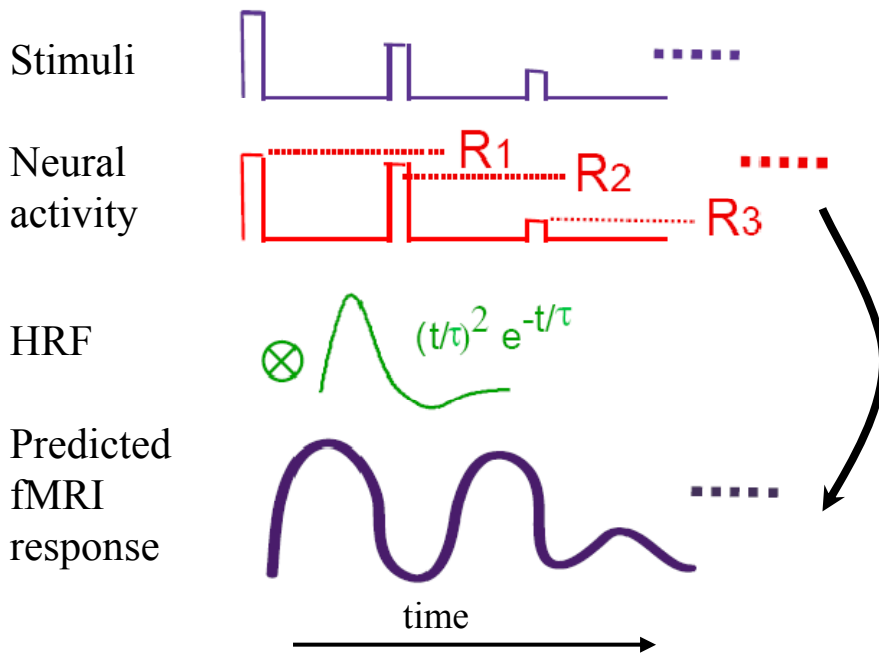 Stimuli
Neural
activity
R1
R2
R3
HRF
⊗
(t/τ)² e^-t/τ
Predicted
fMRI
response
time